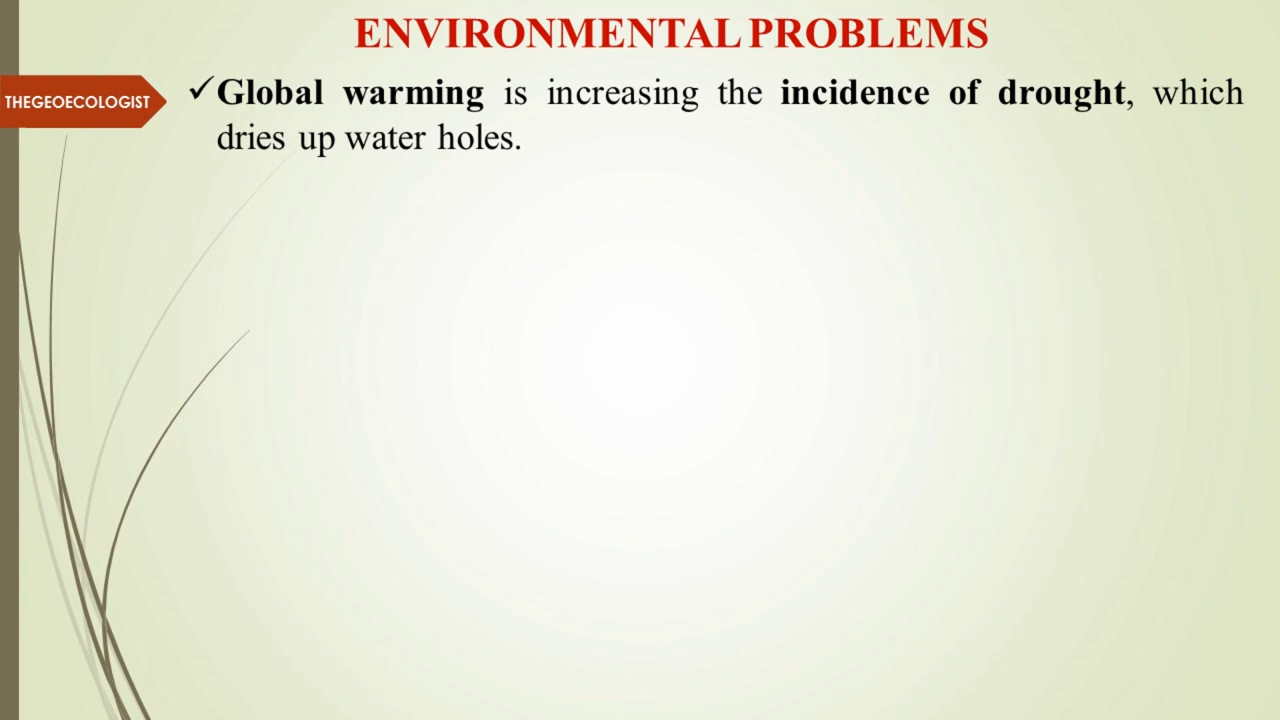 ENVIRONMENTAL PROBLEMS
THEGEOECOLOGIST
✓Global warming is increasing the incidence of drought, which
dries up water holes.